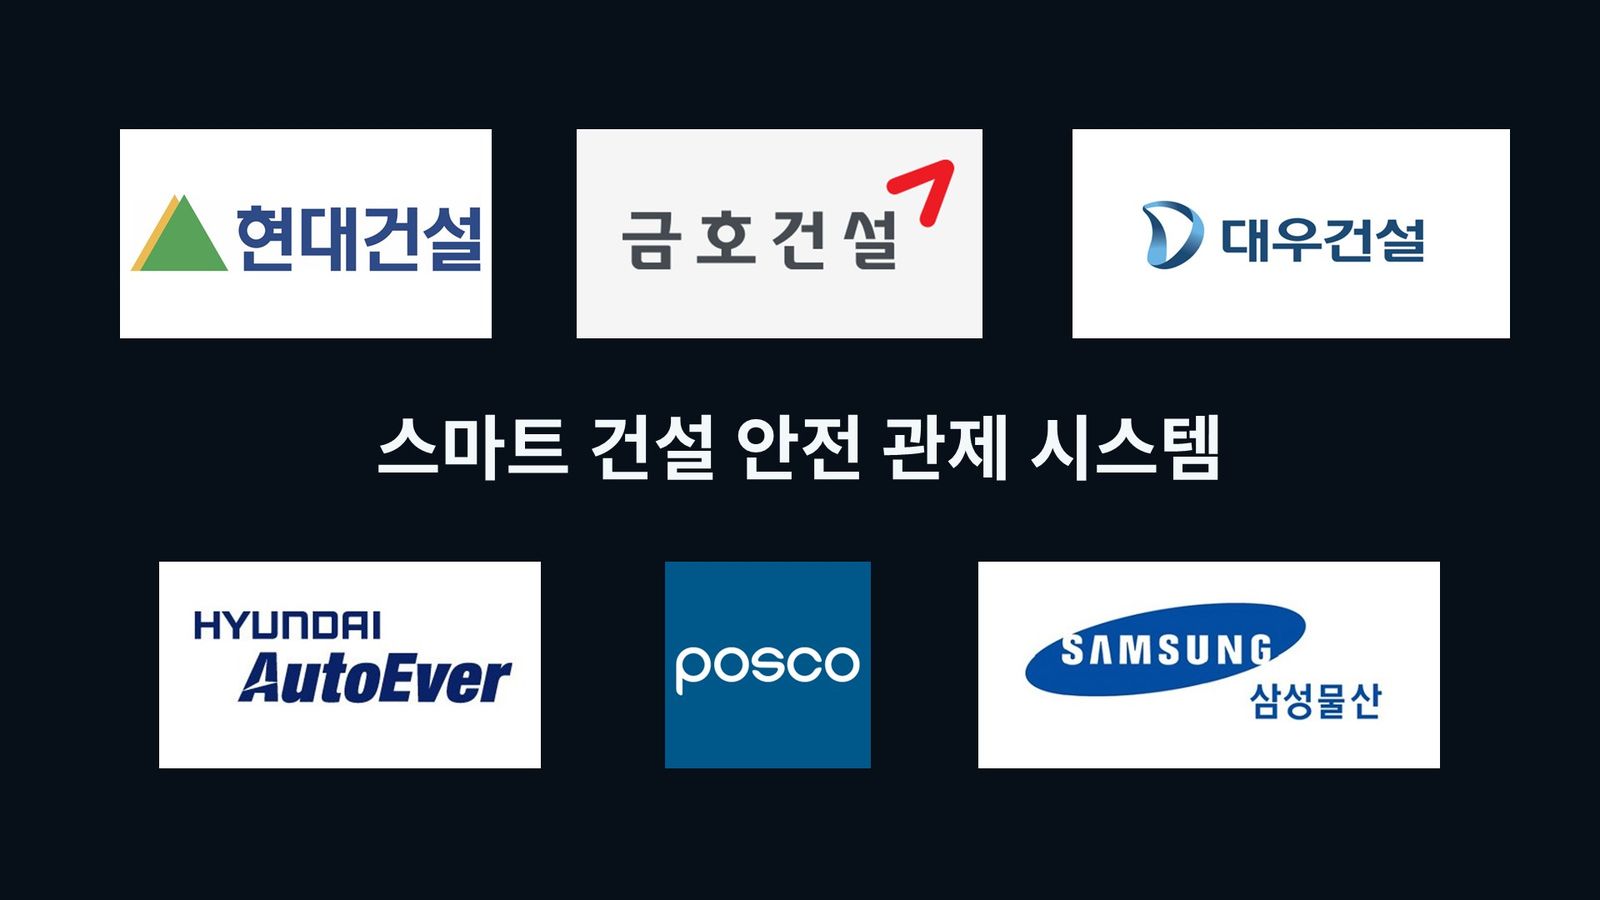 현대건설
금호건설
대우건설
스마트 건설 안전 관제 시스템
HYUNDAI
AutoEver
posco
SAMSUNG
삼성물산